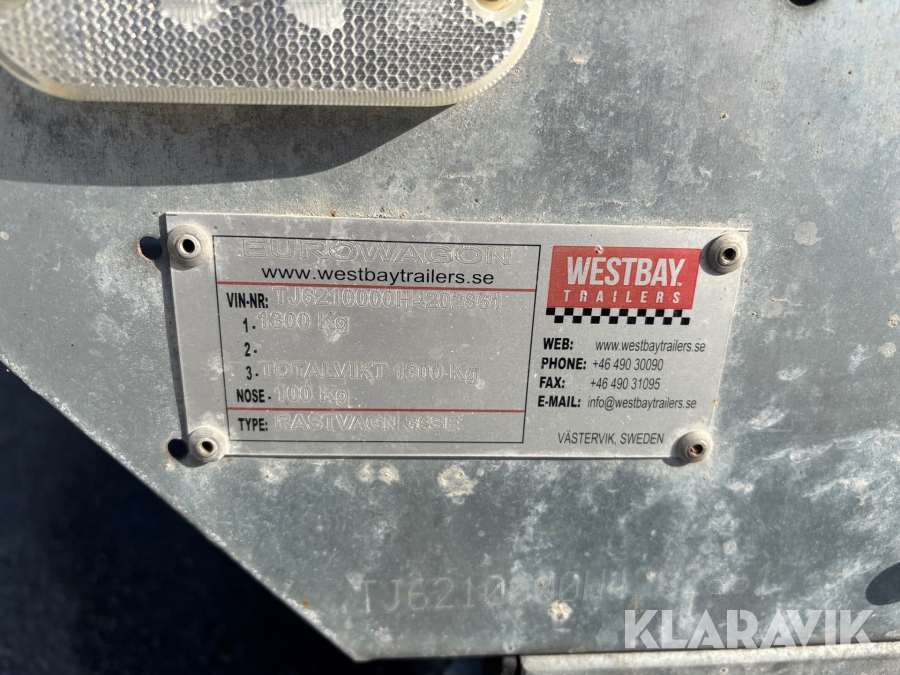 EUROWAGON
www.westbaytrailers.se
VIN-NR: TJ6210000H4202351
1- 1300 Kg
2-
3- TOTALVIKT 1300 Kg
NOSE- 100 Kg
TYPE:
WESTBAY
TRAILERS
WEB: www.westbaytrailers.se
PHONE: +46 490 30090
FAX: +46 490 31095
E-MAIL: info@westbaytrailers.se
VÄSTERVIK, SWEDEN
KLARAVIK